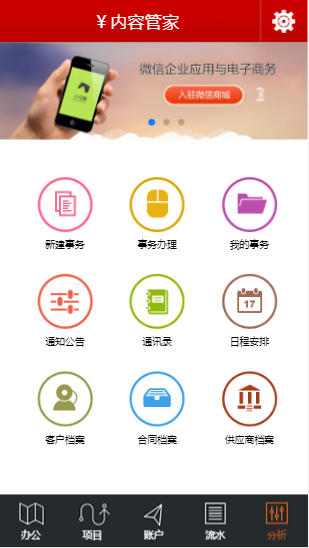 ￥内容管家
微信企业应用与电子商务
入驻微信商城
新建事务
事务办理
我的事务
通知公告
17
通讯录
日程安排
客户档案
合同档案
供应商档案
办公
项目
账户
流水
分析